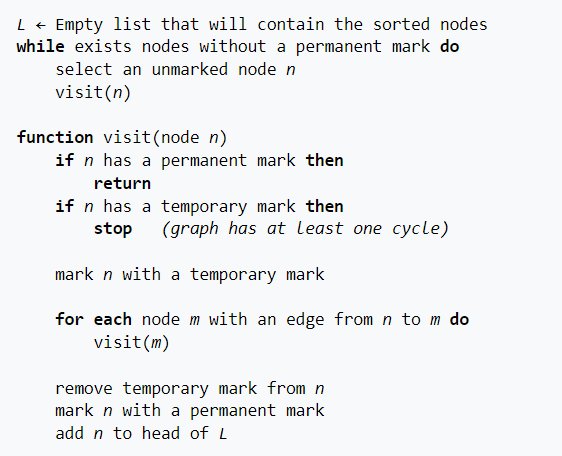 L ← Empty list that will contain the sorted nodes
while exists nodes without a permanent mark do
    select an unmarked node n
    visit(n)

function visit(node n)
    if n has a permanent mark then
        return
    if n has a temporary mark then
        stop   (graph has at least one cycle)

    mark n with a temporary mark

    for each node m with an edge from n to m do
        visit(m)

    remove temporary mark from n
    mark n with a permanent mark
    add n to head of L